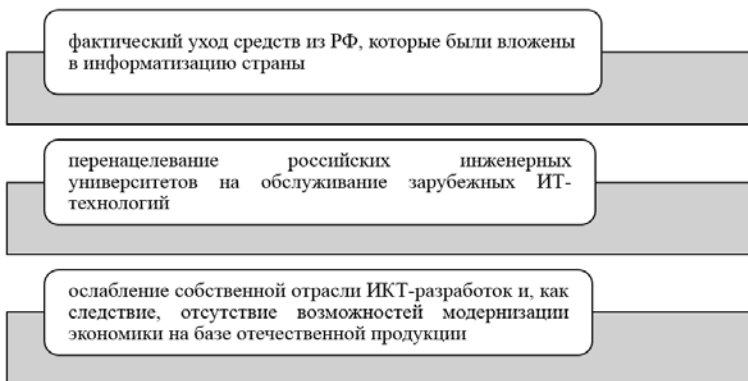 фактический уход средств из РФ, которые были вложены
в информатизацию страны
перенацелевание российских инженерных
университетов на обслуживание зарубежных ИТ-
технологий
ослабление собственной отрасли ИКТ-разработок и, как
следствие, отсутствие возможностей модернизации
экономики на базе отечественной продукции